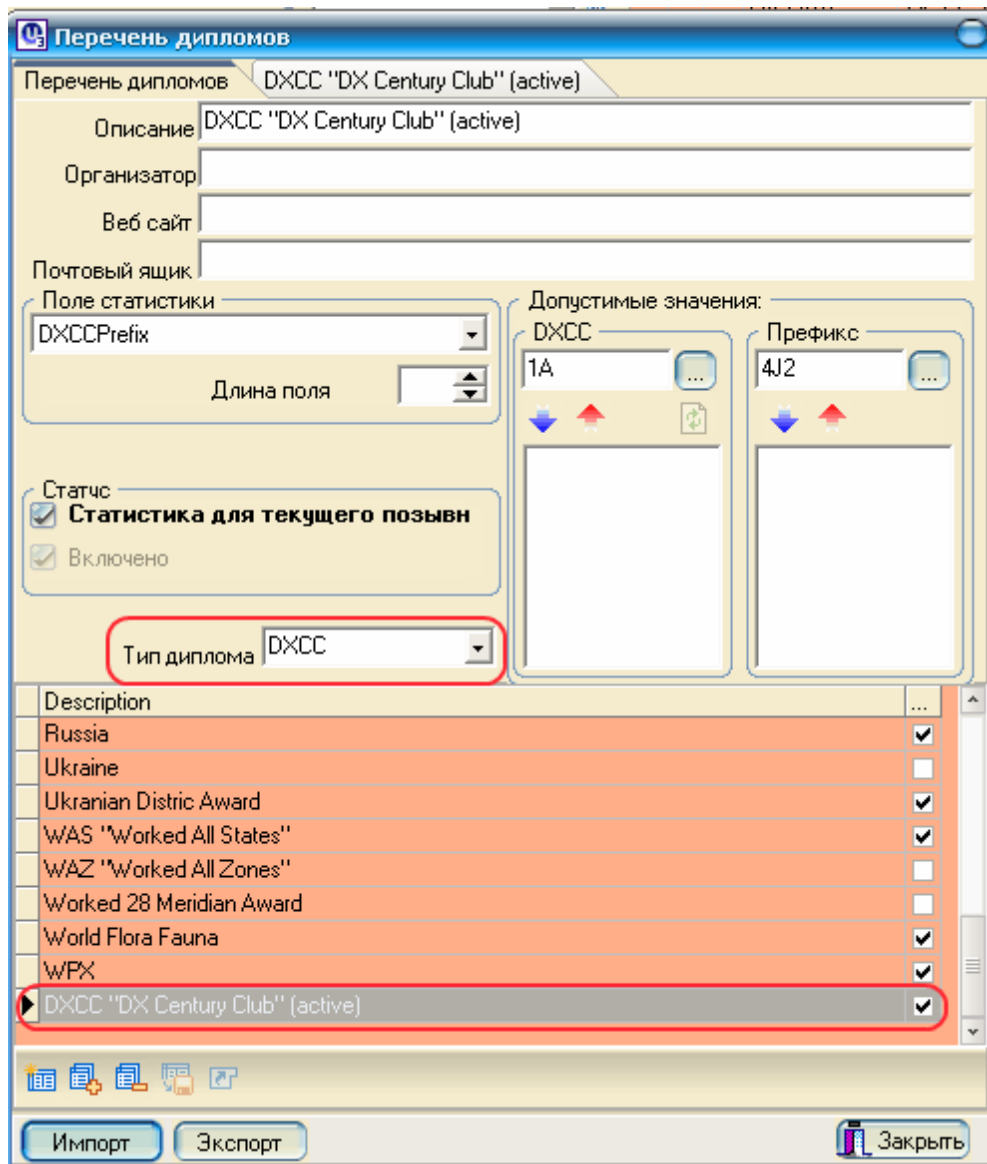 Перечень дипломов
Перечень дипломов DXCC "DX Century Club" (active)
Описание DXCC "DX Century Club" (active)
Организатор
Веб сайт
Почтовый ящик
Поле статистики
DXCCPrefix
Длина поля
Допустимые значения:
DXCC
1A ...
Префикс
4J2 ...
Статус
Статистика для текущего позывн
Включено
Тип диплома DXCC
Description ...
Russia
Ukraine
Ukranian Distric Award
WAS "Worked All States"
WAZ "Worked All Zones"
Worked 28 Meridian Award
World Flora Fauna
WPX
DXCC "DX Century Club" (active)
Импорт Экспорт Закрыть